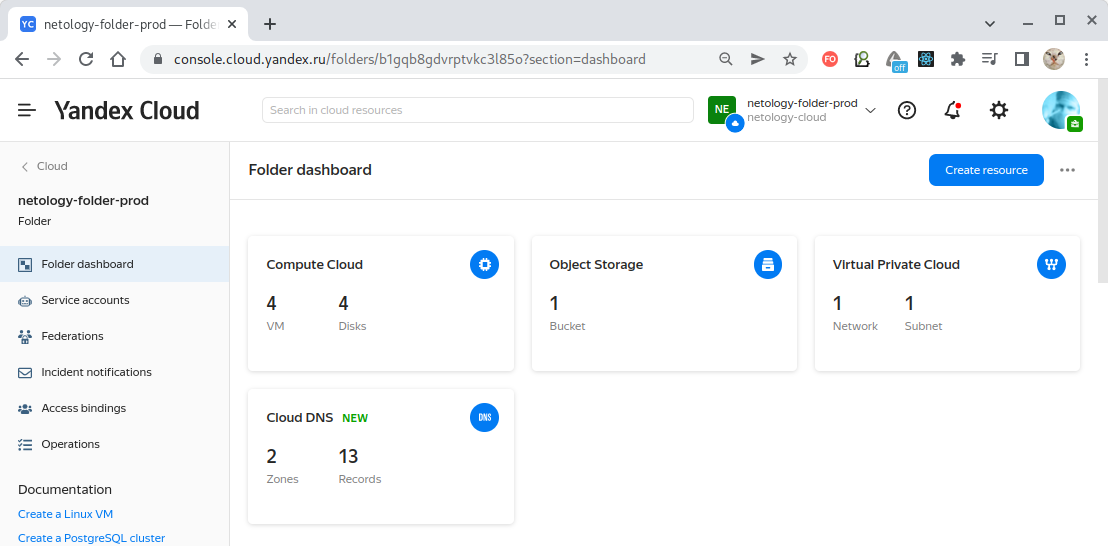 YC netology-folder-prod — Folde
console.cloud.yandex.ru/folders/b1gqb8gdvrptvkc3l85o?section=dashboard
FO
off
Yandex Cloud
Search in cloud resources
NE
netology-folder-prod
netology-cloud
Cloud
netology-folder-prod
Folder
Folder dashboard
Service accounts
Federations
Incident notifications
Access bindings
Operations
Documentation
Create a Linux VM
Create a PostgreSQL cluster
Folder dashboard
Create resource
Compute Cloud
4 4
VM Disks
Object Storage
1
Bucket
Virtual Private Cloud
1 1
Network Subnet
Cloud DNS NEW
DNS
2 13
Zones Records